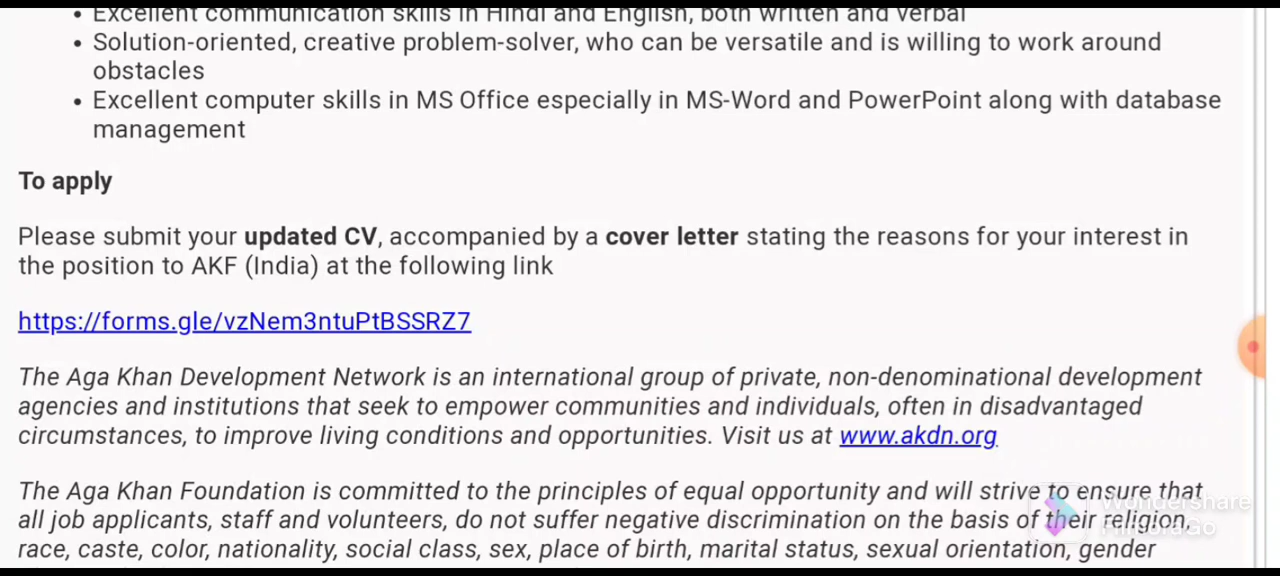 Excellent communication skills in Hindi and English, both written and verbal
• Solution-oriented, creative problem-solver, who can be versatile and is willing to work around
obstacles
• Excellent computer skills in MS Office especially in MS-Word and PowerPoint along with database
management
To apply
Please submit your updated CV, accompanied by a cover letter stating the reasons for your interest in
the position to AKF (India) at the following link
https://forms.gle/vzNem3ntuPtBSSRZ7
The Aga Khan Development Network is an international group of private, non-denominational development
agencies and institutions that seek to empower communities and individuals, often in disadvantaged
circumstances, to improve living conditions and opportunities. Visit us at www.akdn.org
The Aga Khan Foundation is committed to the principles of equal opportunity and will strive to ensure that
all job applicants, staff and volunteers, do not suffer negative discrimination on the basis of their religion,
race, caste, color, nationality, social class, sex, place of birth, marital status, sexual orientation, gender
Wondershare
FilmoraGo